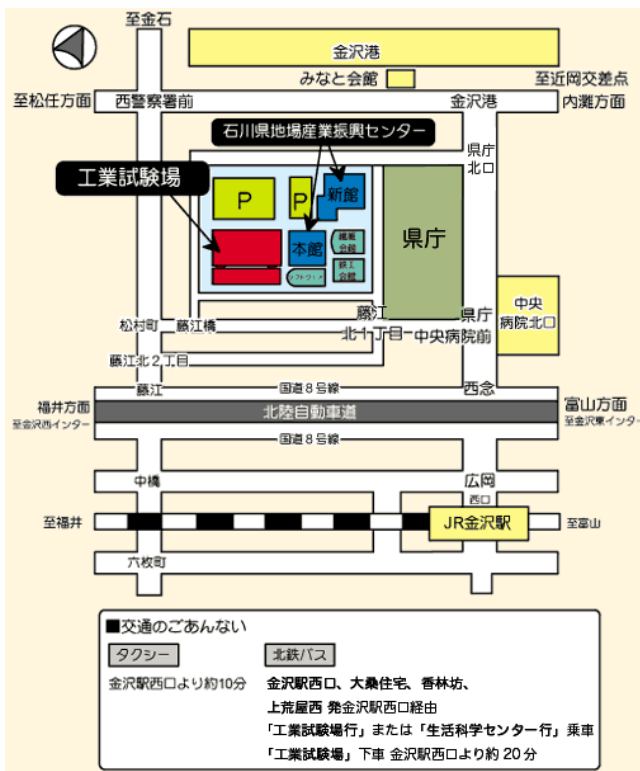 至金石
金沢港
みなと会館
至近岡交差点
至松任方面
西警察署前
金沢港
内灘方面
石川県地場産業振興センター
県庁
北口
工業試験場
P
P
新館
本館
繊維
会館
鉄工
会館
県庁
中央
病院北口
藤江
県庁
松村町
藤江橋
北1丁目
中央病院前
藤江北2丁目
藤江
国道8号線
西念
福井方面
至金沢西インター
北陸自動車道
富山方面
至金沢東インター
国道8号線
中橋
広岡
西口
至福井
JR金沢駅
至富山
六枚町
■交通のごあんない
タクシー
北鉄バス
金沢駅西口より約10分
金沢駅西口、大桑住宅、香林坊、
上荒屋西 発金沢駅西口経由
「工業試験場行」または「生活科学センター行」乗車
「工業試験場」下車 金沢駅西口より約 20 分